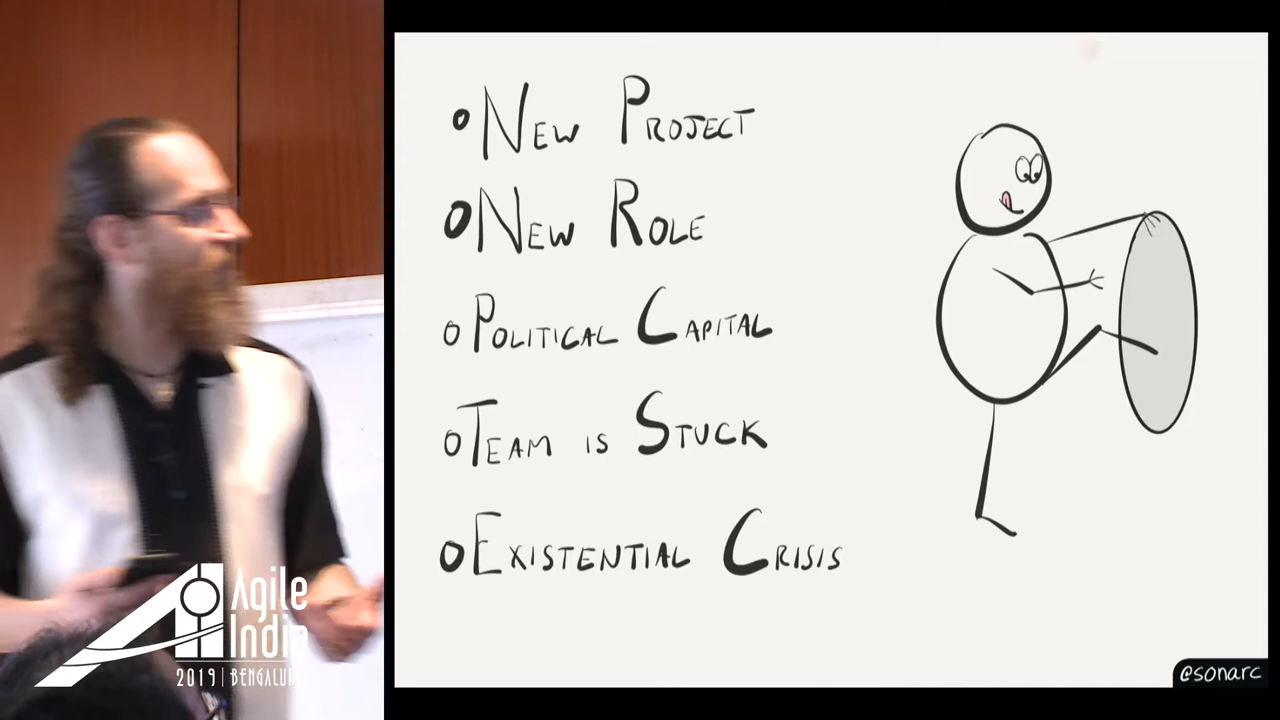 New Project
New Role
Political Capital
Team is Stuck
Existential Crisis
@sonarc
Agile
India
2019 | BENGALU